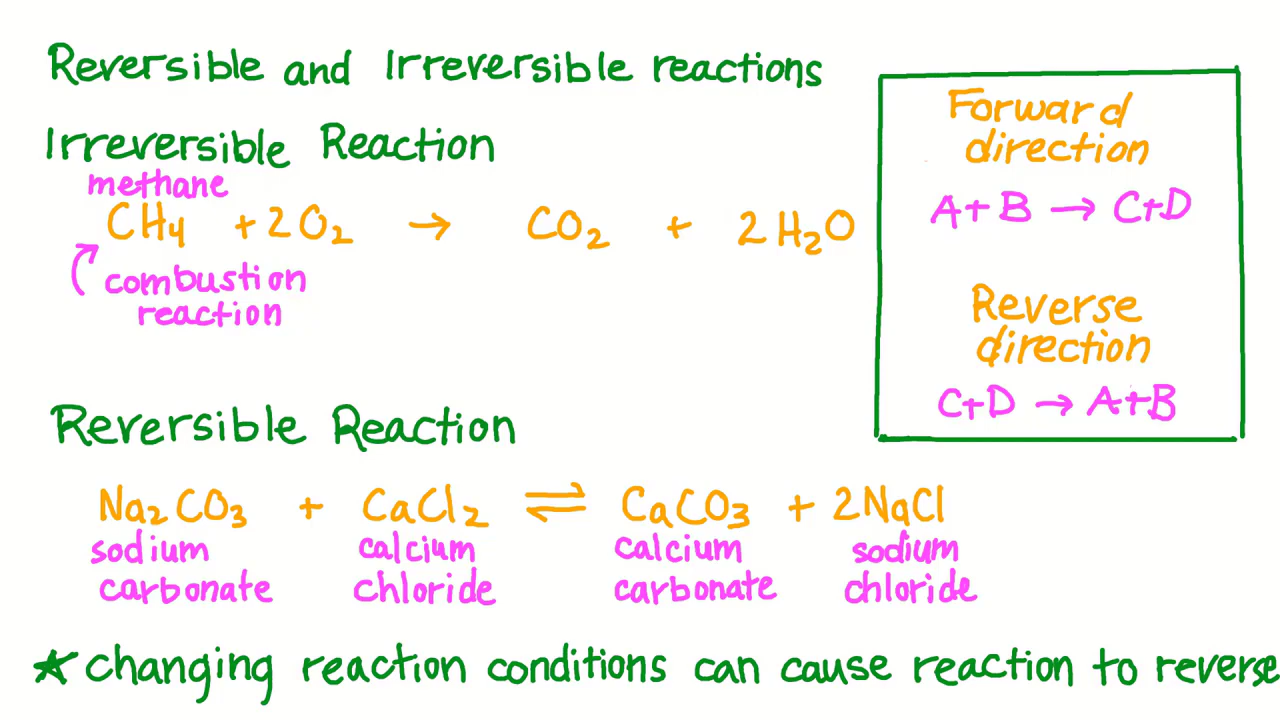 Reversible and Irreversible reactions
Irreversible Reaction
methane
CH₄ + 2O₂ → CO₂ + 2H₂O
combustion
reaction
Forward
direction
A+B → C+D
Reverse
direction
C+D → A+B
Reversible Reaction
Na₂CO₃ + CaCl₂ ⇌ CaCO₃ + 2NaCl
sodium calcium calcium sodium
carbonate chloride carbonate chloride
★ changing reaction conditions can cause reaction to reverse